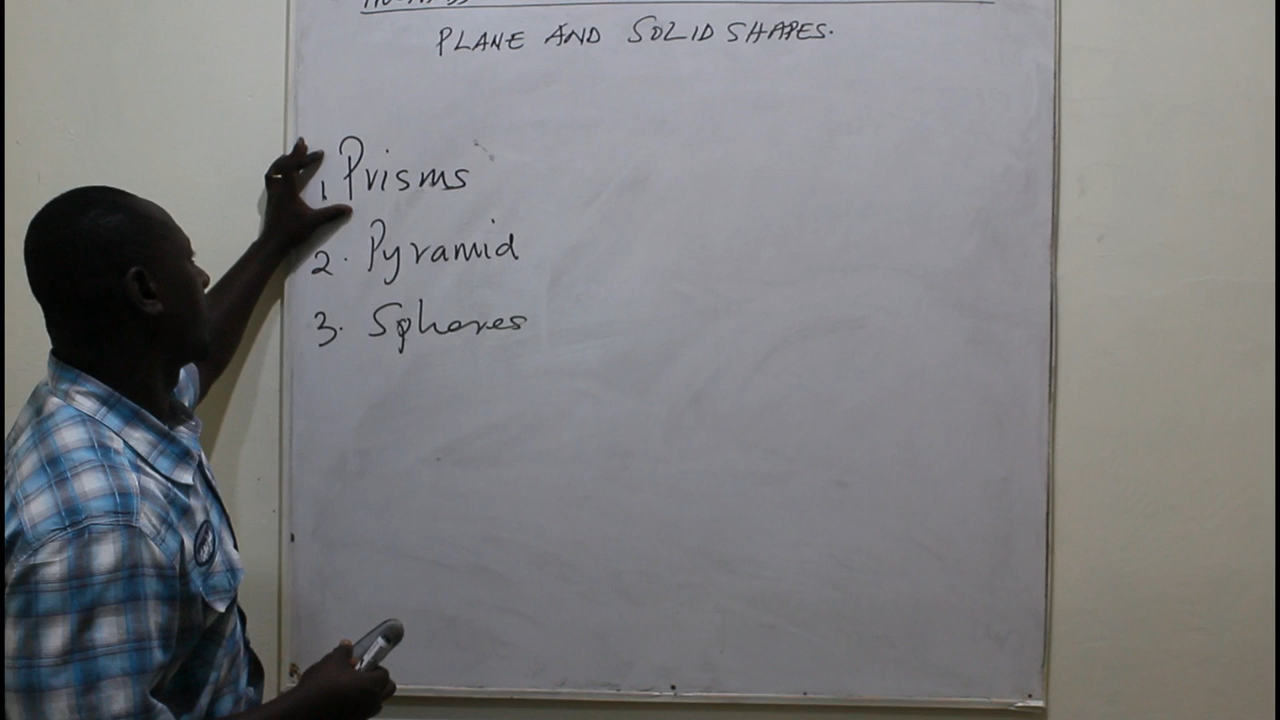 PLANE AND SOLID SHAPES.
1. Prisms
2. Pyramid
3. Spheres